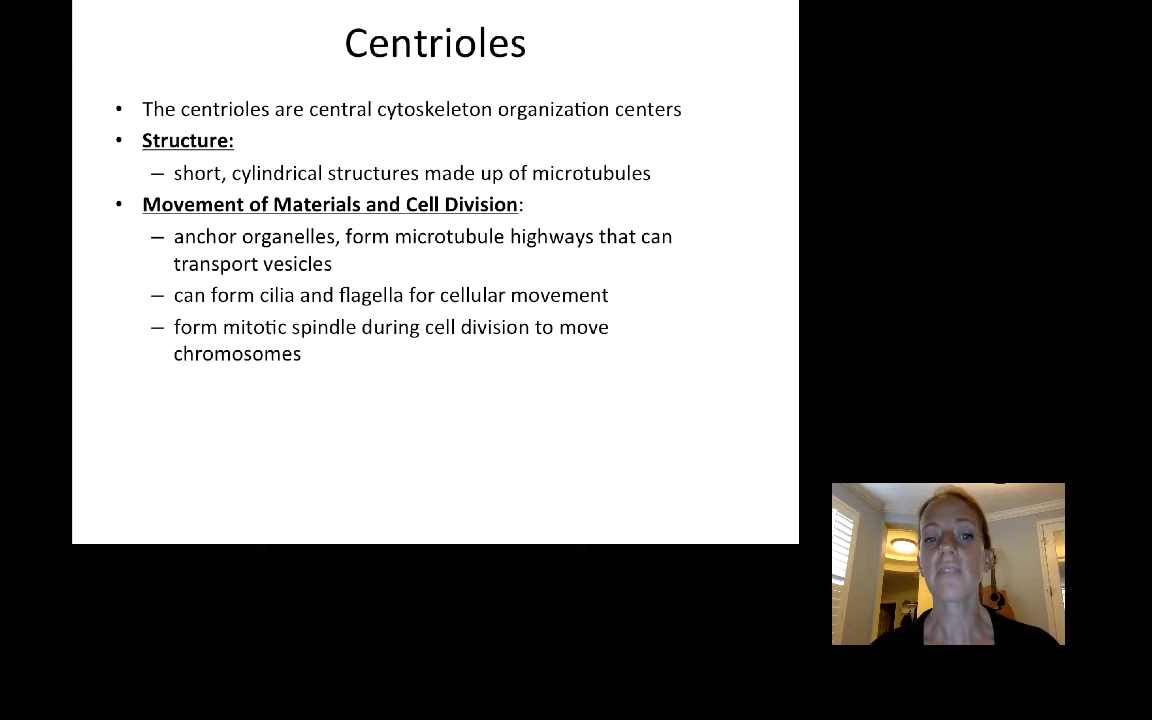 Centrioles
• The centrioles are central cytoskeleton organization centers
• Structure:
– short, cylindrical structures made up of microtubules
• Movement of Materials and Cell Division:
– anchor organelles, form microtubule highways that can
transport vesicles
– can form cilia and flagella for cellular movement
– form mitotic spindle during cell division to move
chromosomes